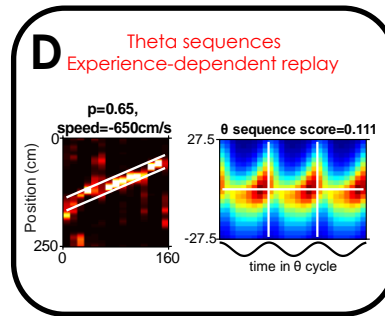 D
Theta sequences
Experience-dependent replay
p=0.65,
speed=-650cm/s
θ sequence score=0.111
0
Position (cm)
250
0
160
27.5
-27.5
time in θ cycle